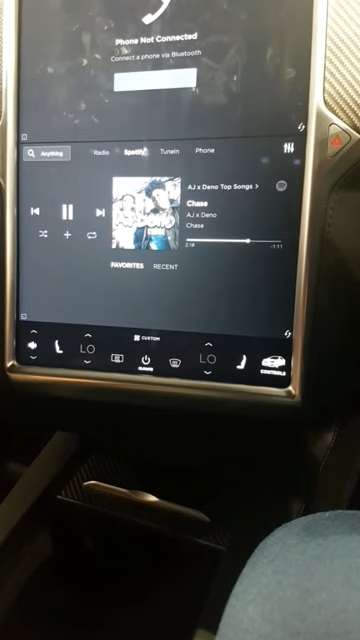 Phone Not Connected
Connect a phone via Bluetooth
Anything
Radio Spotify TuneIn Phone
AJ x Deno Top Songs >
Chase
AJ x Deno
Chase
2:14 -1:11
FAVORITES RECENT
CUSTOM
LO LO
CLIMATE
CONTROLS